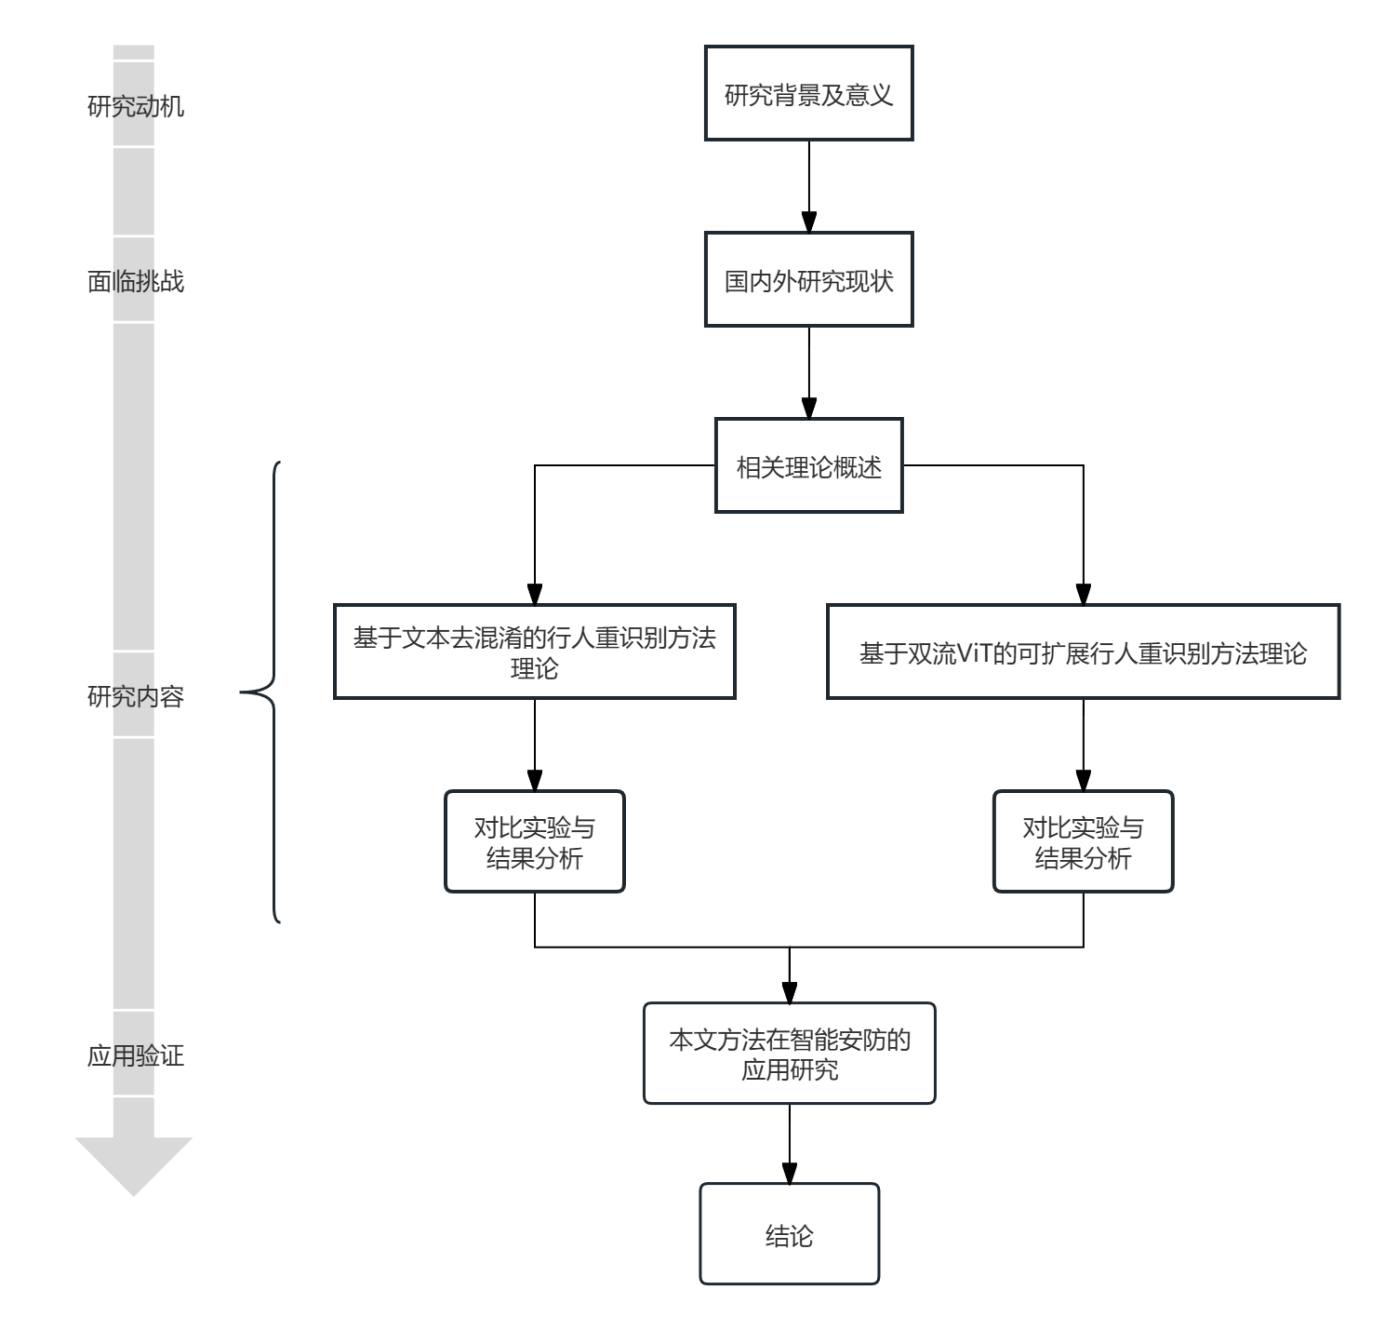 研究动机
研究背景及意义
面临挑战
国内外研究现状
相关理论概述
基于文本去混淆的行人重识别方法
理论
基于双流ViT的可扩展行人重识别方法理论
研究内容
对比实验与
结果分析
对比实验与
结果分析
应用验证
本文方法在智能安防的
应用研究
结论